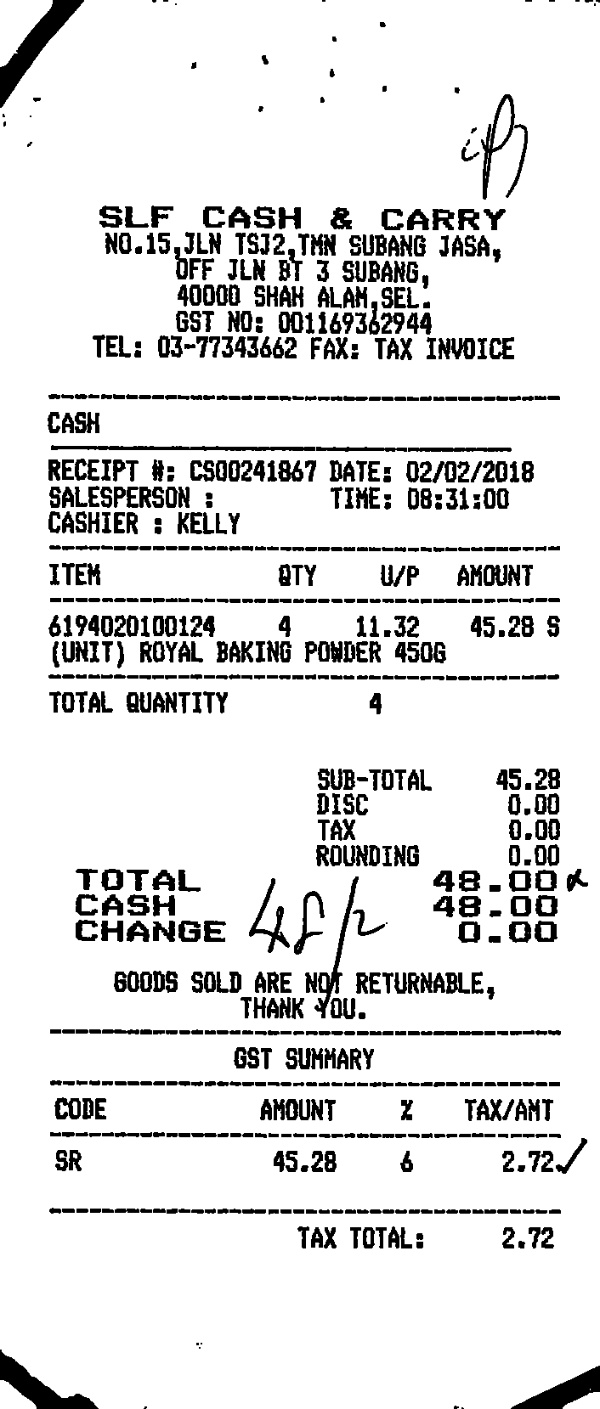 SLF CASH & CARRY
NO.15,JLN TSJ2,TMN SUBANG JASA,
OFF JLN BT 3 SUBANG,
40000 SHAH ALAM,SEL.
GST NO: 001169362944
TEL: 03-77343662 FAX: TAX INVOICE
CASH
RECEIPT #: CS00241867 DATE: 02/02/2018
SALESPERSON : TIME: 08:31:00
CASHIER : KELLY
ITEM QTY U/P AMOUNT
6194020100124 4 11.32 45.28 S
(UNIT) ROYAL BAKING POWDER 450G
TOTAL QUANTITY 4
SUB-TOTAL 45.28
DISC 0.00
TAX 0.00
ROUNDING 0.00
TOTAL 48.00
CASH 48.00
CHANGE 0.00
GOODS SOLD ARE NOT RETURNABLE,
THANK YOU.
GST SUMMARY
CODE AMOUNT % TAX/AMT
SR 45.28 6 2.72
TAX TOTAL: 2.72